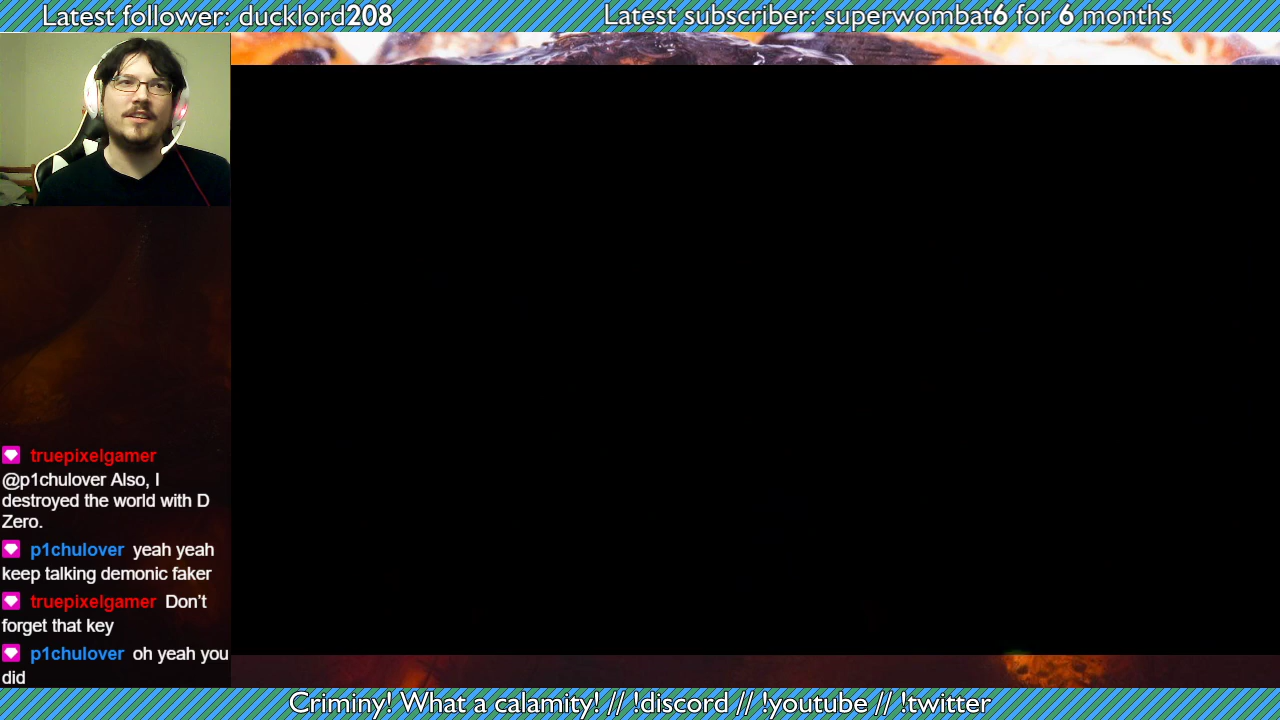 Latest follower: ducklord208
Latest subscriber: superwombat6 for 6 months
truepixelgamer
@p1chulover Also, I
destroyed the world with D
Zero.
p1chulover yeah yeah
keep talking demonic faker
truepixelgamer Don't
forget that key
p1chulover oh yeah you
did
Criminy! What a calamity! // !discord // !youtube // !twitter